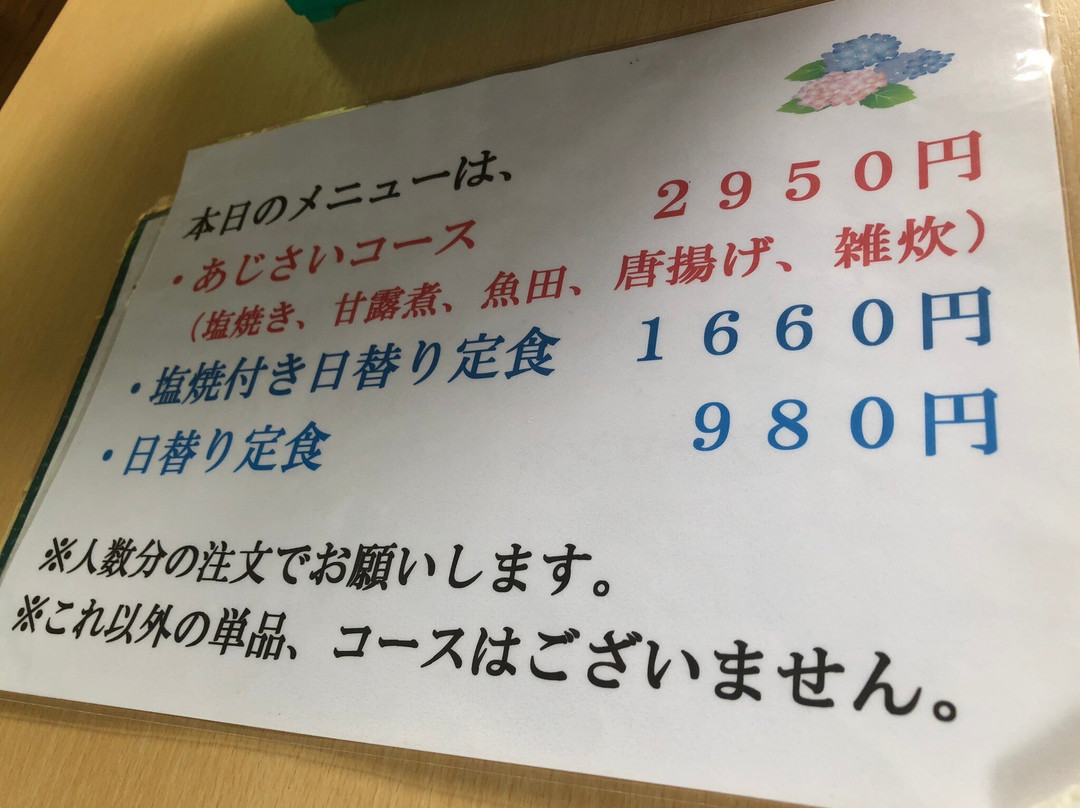 本日のメニューは、
・あじさいコース　２９５０円
（塩焼き、甘露煮、魚田、唐揚げ、雑炊）
・塩焼付き日替り定食　１６６０円
・日替り定食　９８０円
※人数分の注文でお願いします。
※これ以外の単品、コースはございません。